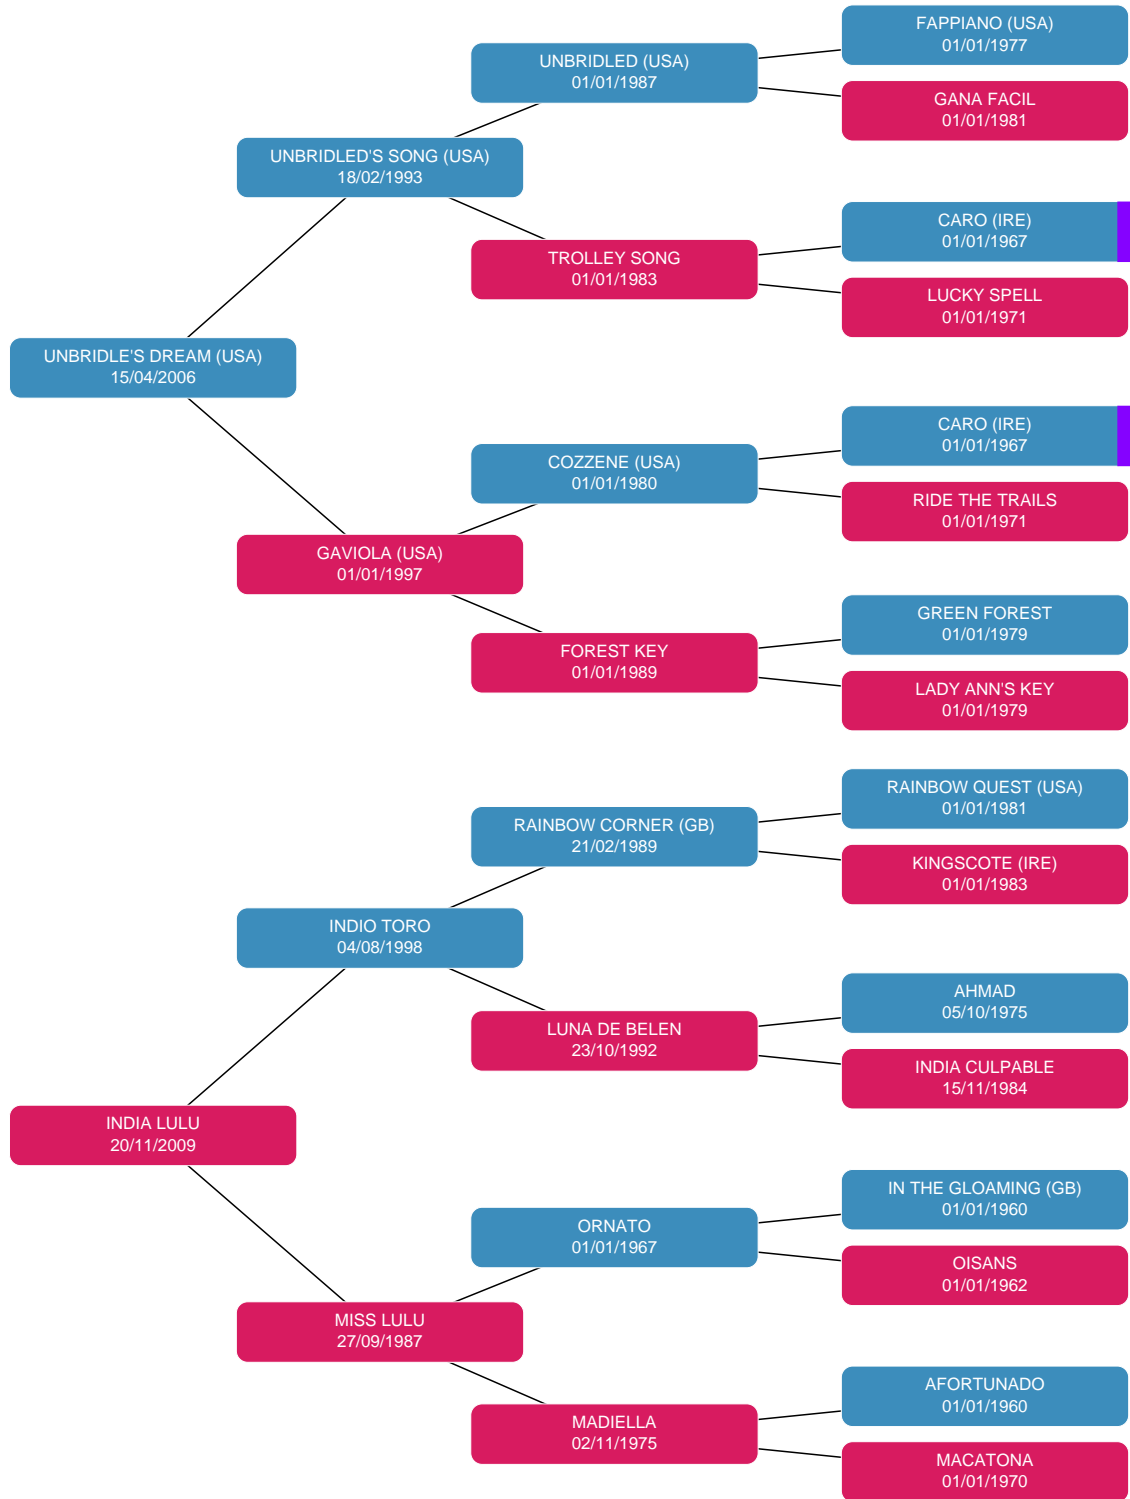 FAPPIANO (USA)
01/01/1977
UNBRIDLED (USA)
01/01/1987
GANA FACIL
01/01/1981
UNBRIDLED'S SONG (USA)
18/02/1993
CARO (IRE)
01/01/1967
TROLLEY SONG
01/01/1983
LUCKY SPELL
01/01/1971
UNBRIDLE'S DREAM (USA)
15/04/2006
CARO (IRE)
01/01/1967
COZZENE (USA)
01/01/1980
RIDE THE TRAILS
01/01/1971
GAVIOLA (USA)
01/01/1997
GREEN FOREST
01/01/1979
FOREST KEY
01/01/1989
LADY ANN'S KEY
01/01/1979
RAINBOW QUEST (USA)
01/01/1981
RAINBOW CORNER (GB)
21/02/1989
KINGSCOTE (IRE)
01/01/1983
INDIO TORO
04/08/1998
AHMAD
05/10/1975
LUNA DE BELEN
23/10/1992
INDIA CULPABLE
15/11/1984
INDIA LULU
20/11/2009
IN THE GLOAMING (GB)
01/01/1960
ORNATO
01/01/1967
OISANS
01/01/1962
MISS LULU
27/09/1987
AFORTUNADO
01/01/1960
MADIELLA
02/11/1975
MACATONA
01/01/1970